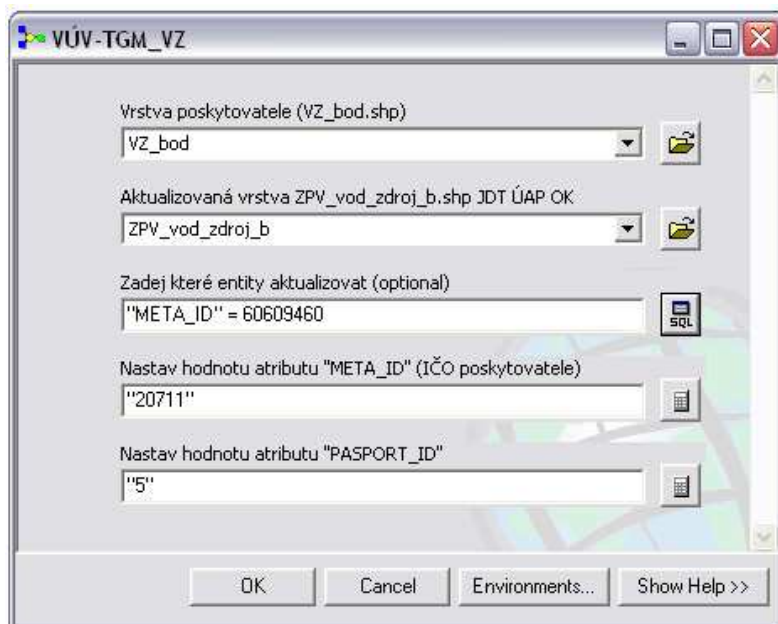 VÚV-TGM_VZ
Vrstva poskytovatele (VZ_bod.shp)
VZ_bod
Aktualizovaná vrstva ZPV_vod_zdroj_b.shp JDT ÚAP OK
ZPV_vod_zdroj_b
Zadej které entity aktualizovat (optional)
"META_ID" = 60609460
SQL
Nastav hodnotu atributu "META_ID" (IČO poskytovatele)
"20711"
Nastav hodnotu atributu "PASPORT_ID"
"5"
OK Cancel Environments... Show Help >>